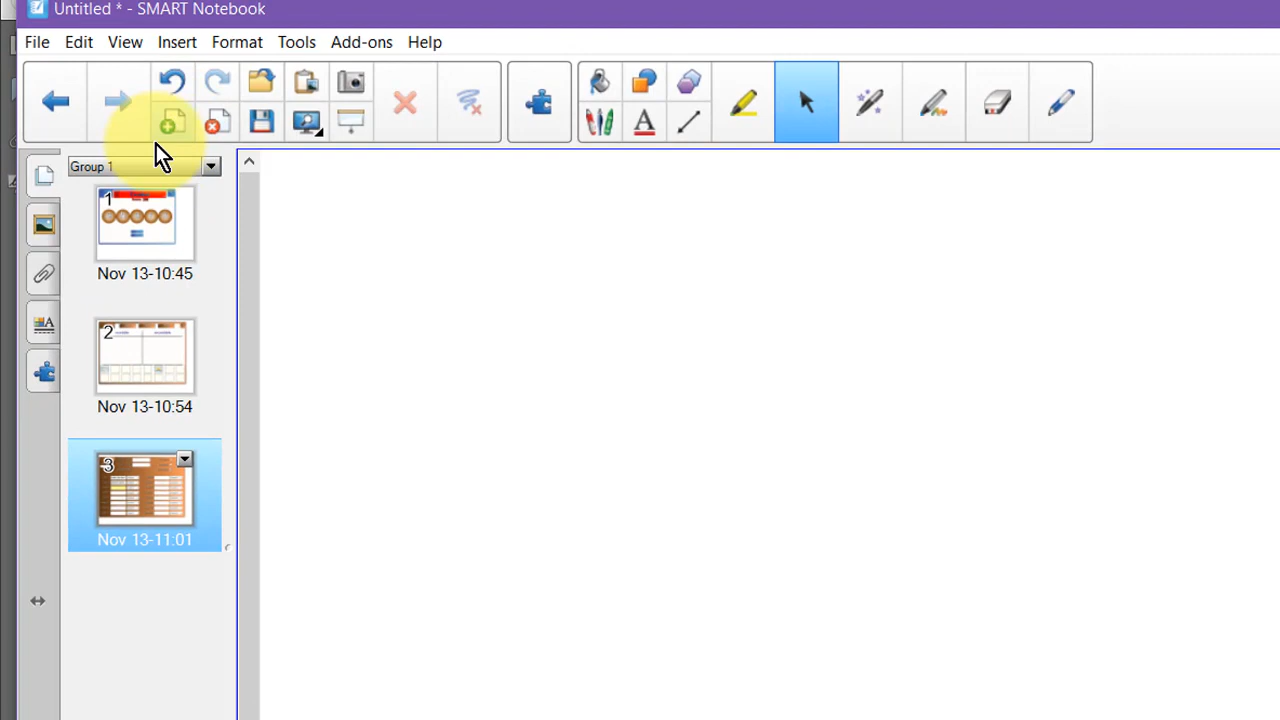 Untitled * - SMART Notebook
File Edit View Insert Format Tools Add-ons Help
Group 1
1
Nov 13-10:45
2
Nov 13-10:54
3
Nov 13-11:01